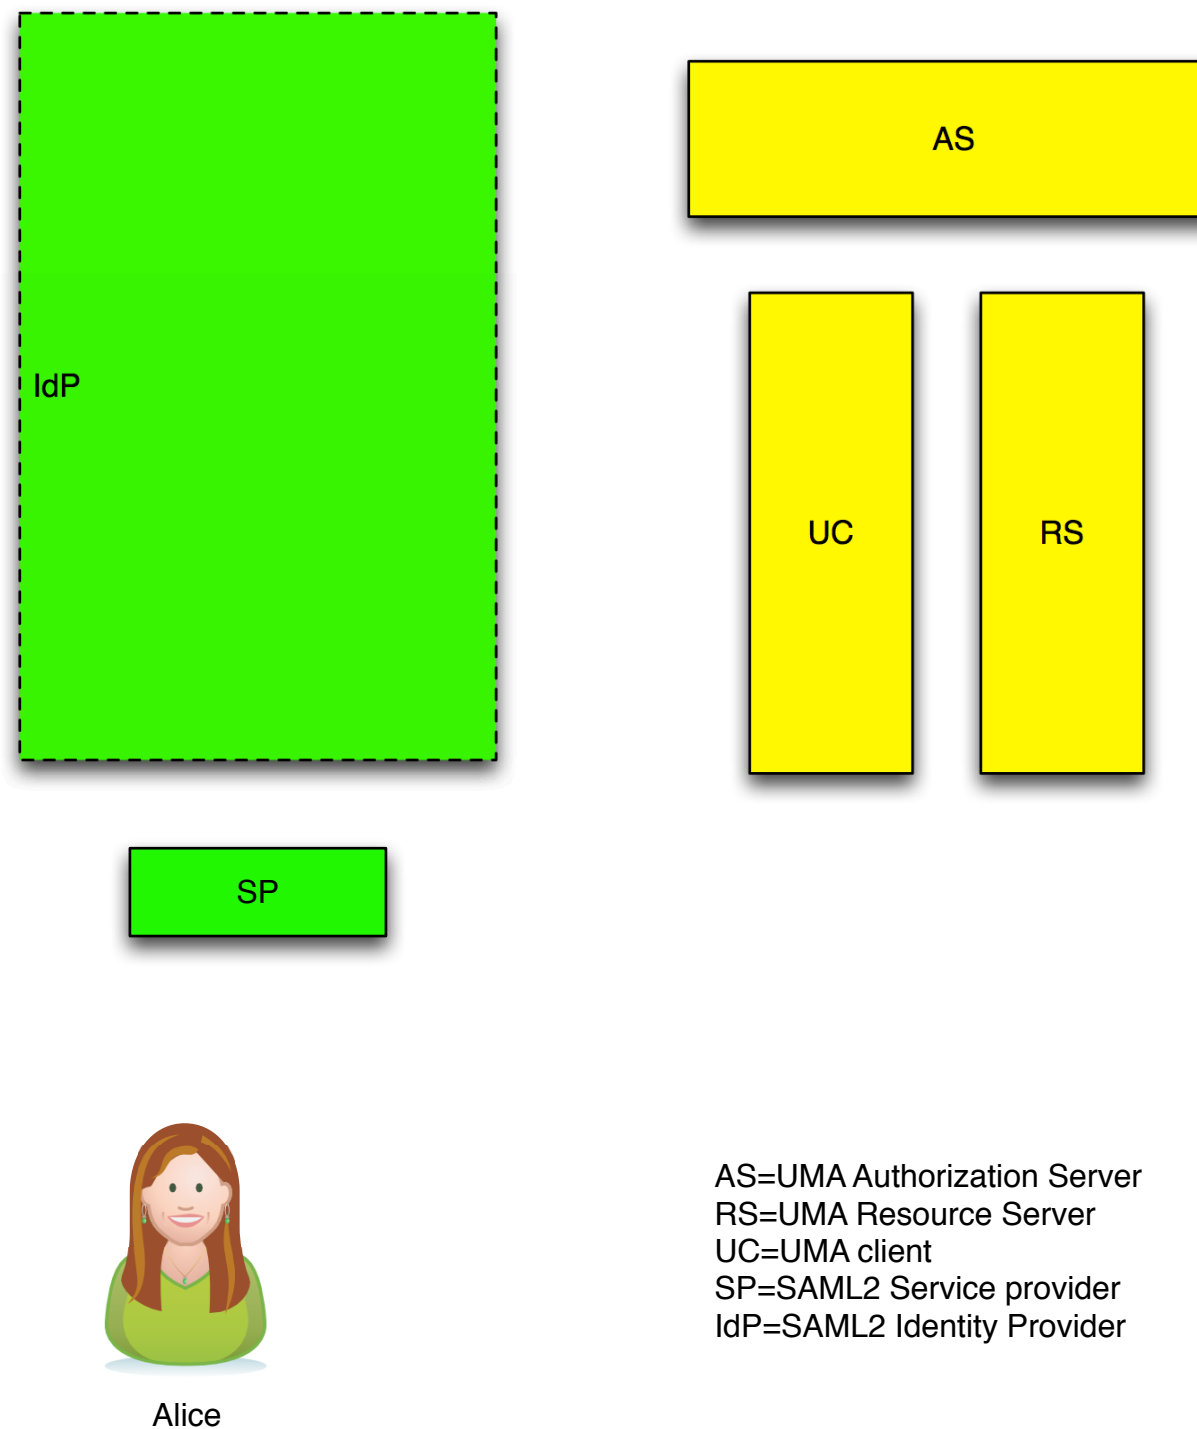 AS
IdP
UC
RS
SP
AS=UMA Authorization Server
RS=UMA Resource Server
UC=UMA client
SP=SAML2 Service provider
IdP=SAML2 Identity Provider
Alice